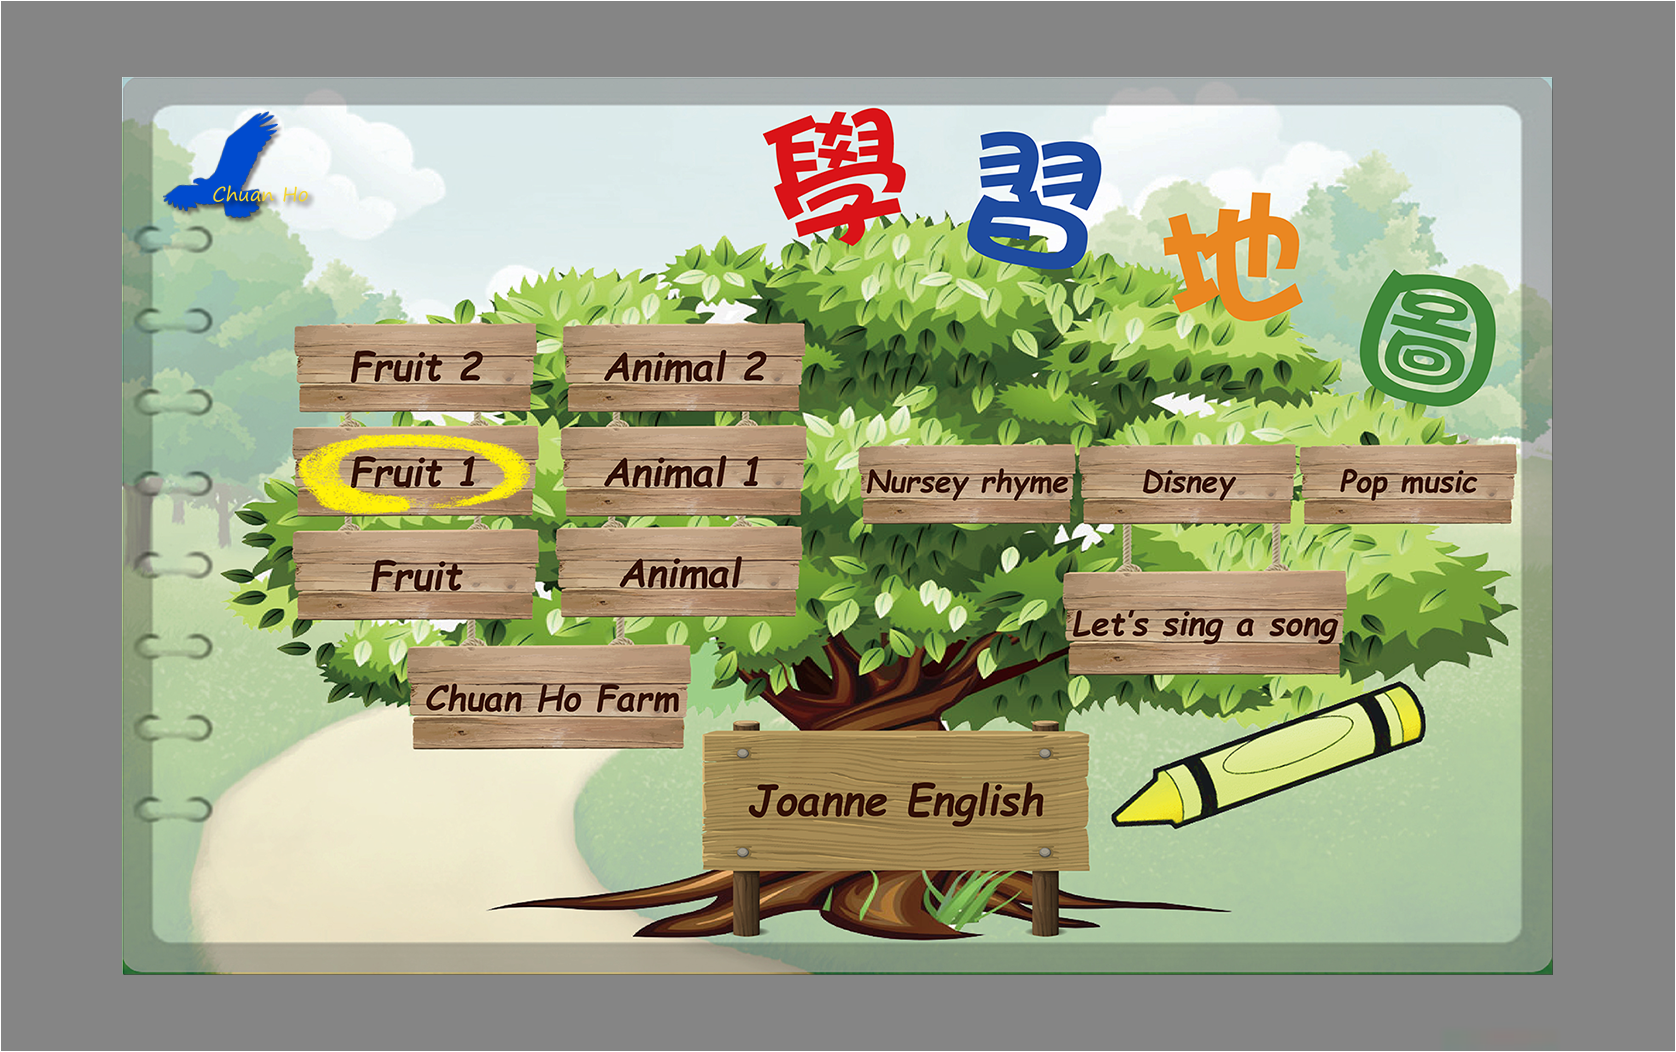 Chuan Ho
學習地圖
Fruit 2
Animal 2
Fruit 1
Animal 1
Nursey rhyme
Disney
Pop music
Fruit
Animal
Let's sing a song
Chuan Ho Farm
Joanne English